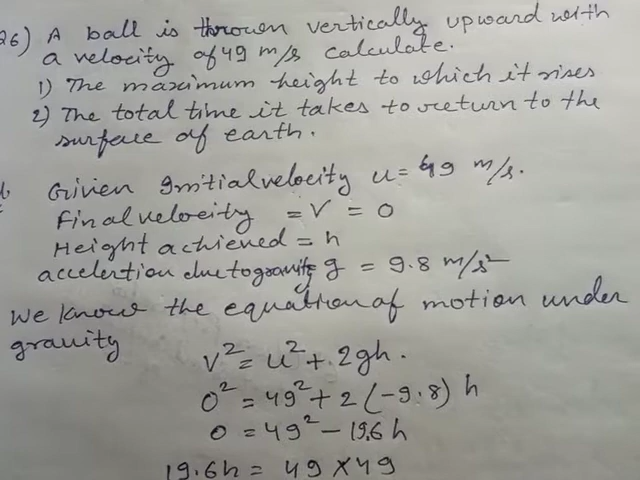 26) A ball is thrown vertically upward with
a velocity of 49 m/s calculate.
1) The maximum height to which it rises
2) The total time it takes to return to the
surface of earth.
Given Initial velocity u = 49 m/s.
Final velocity = v = 0
Height achieved = h
accelertion due to gravity g = 9.8 m/s²
We know the equation of motion under
gravity
v² = u² + 2gh.
0² = 49² + 2 (-9.8) h
0 = 49² - 19.6 h
19.6h = 49 × 49